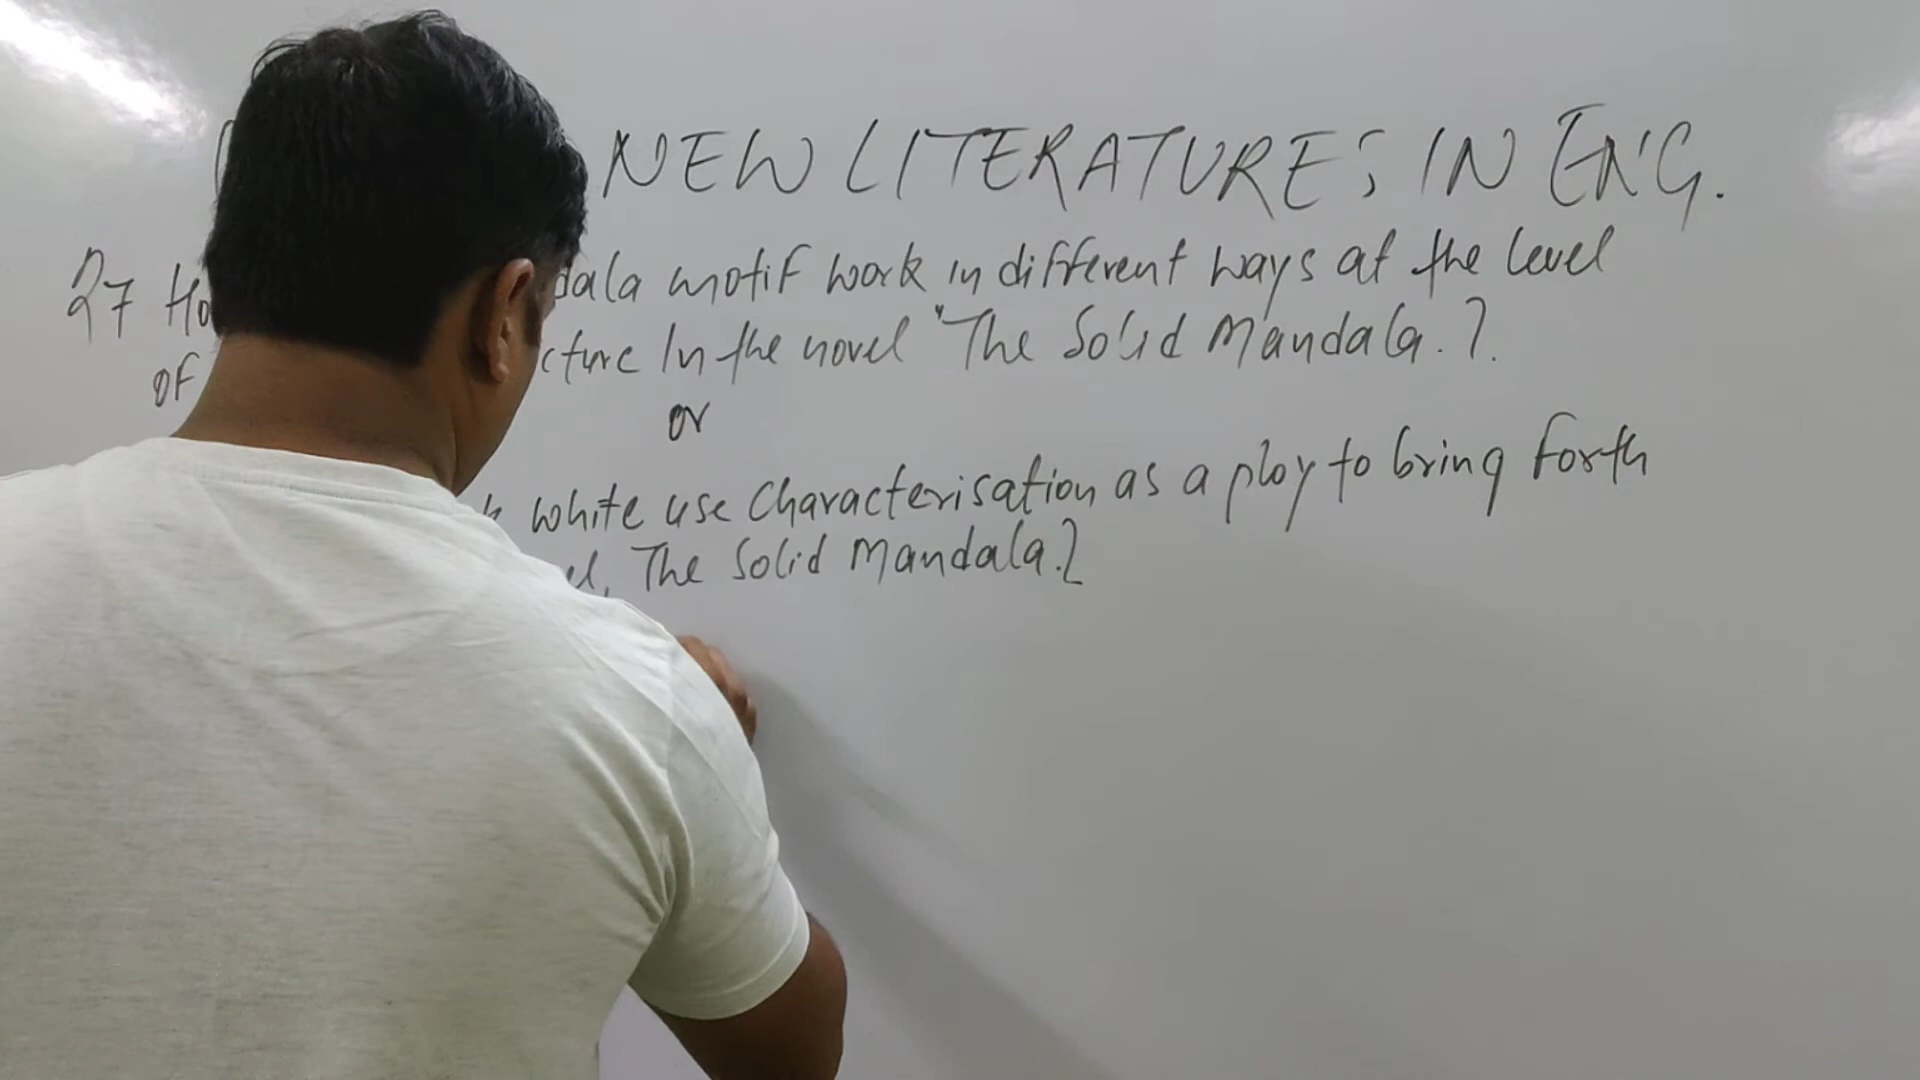 NEW LITERATURES IN ENG.
27 Ho dala motif work in different ways at the level
of cture In the novel "The Solid Mandala.?
or
white use Characterisation as a ploy to bring forth
The Solid Mandala.?